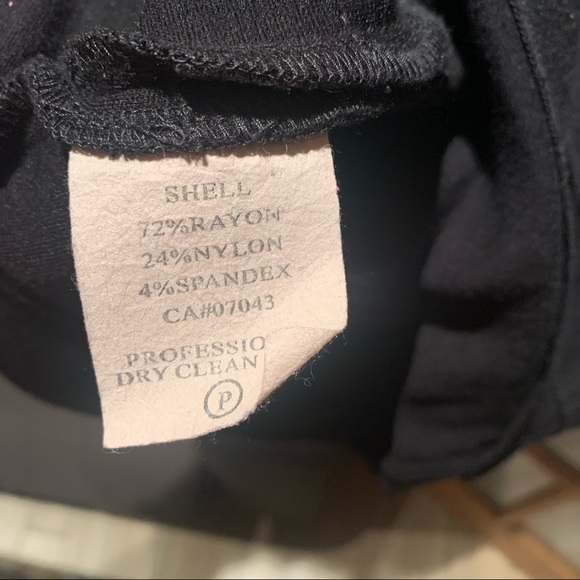 SHELL
72%RAYON
24%NYLON
4%SPANDEX
CA#07043
PROFESSIO
DRY CLEAN
P